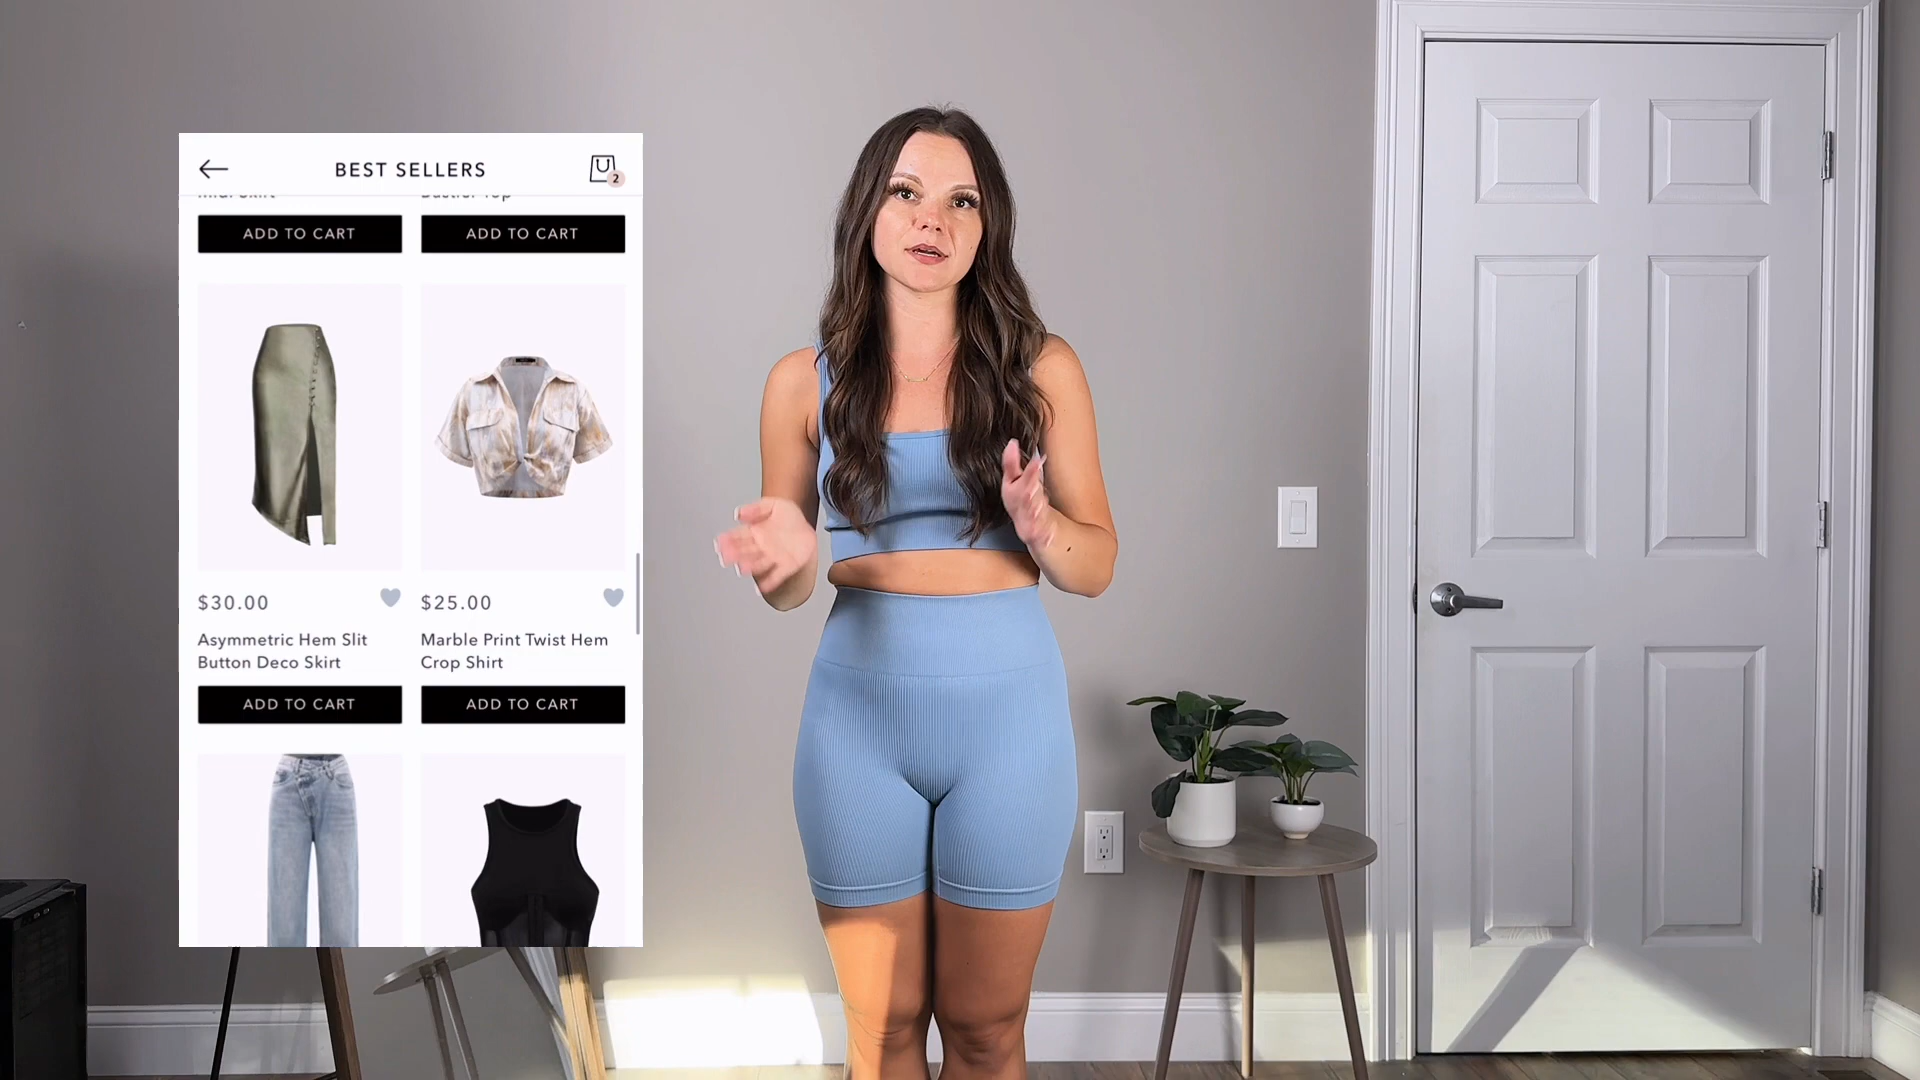 BEST SELLERS
2
ADD TO CART
ADD TO CART
$30.00
$25.00
Asymmetric Hem Slit
Button Deco Skirt
Marble Print Twist Hem
Crop Shirt
ADD TO CART
ADD TO CART